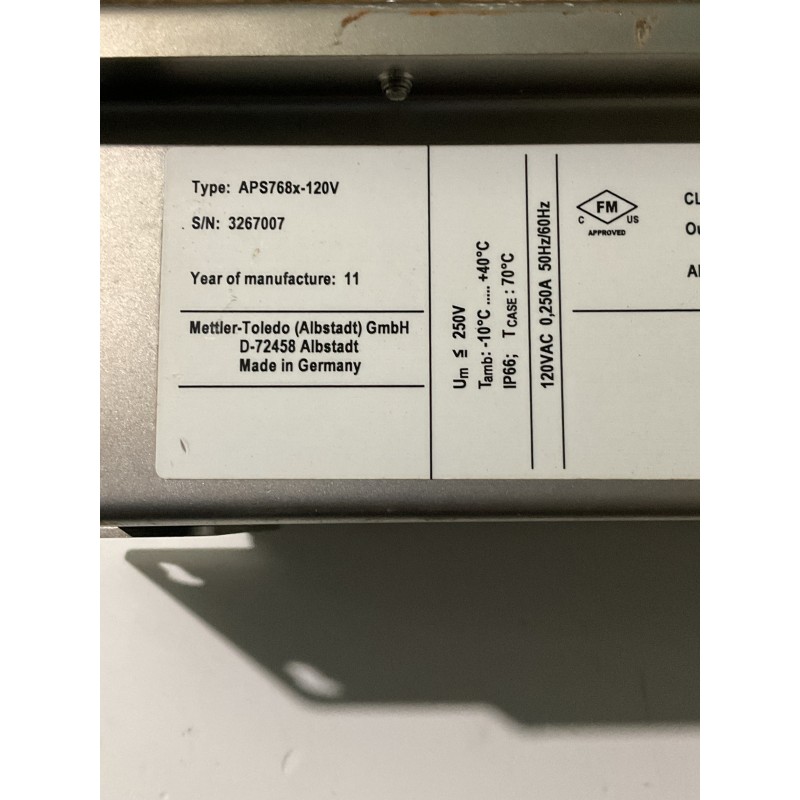 Type: APS768x-120V
S/N: 3267007
Year of manufacture: 11
Mettler-Toledo (Albstadt) GmbH
D-72458 Albstadt
Made in Germany
Um ≤ 250V
Tamb: -10°C ..... +40°C
IP66; TCASE : 70°C
120VAC 0,250A 50Hz/60Hz
FM
C US
APPROVED
CL